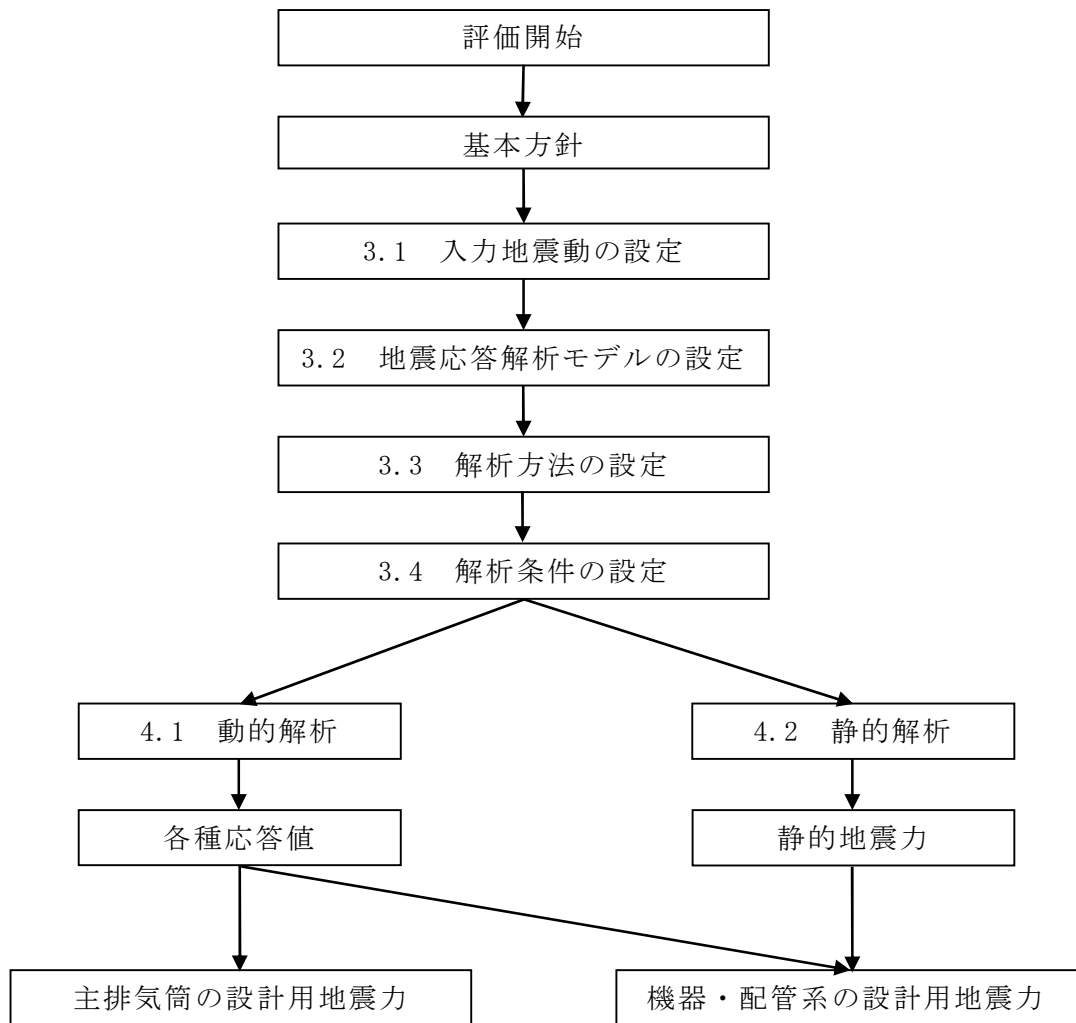 評価開始
基本方針
3.1　入力地震動の設定
3.2　地震応答解析モデルの設定
3.3　解析方法の設定
3.4　解析条件の設定
4.1　動的解析
4.2　静的解析
各種応答値
静的地震力
主排気筒の設計用地震力
機器・配管系の設計用地震力